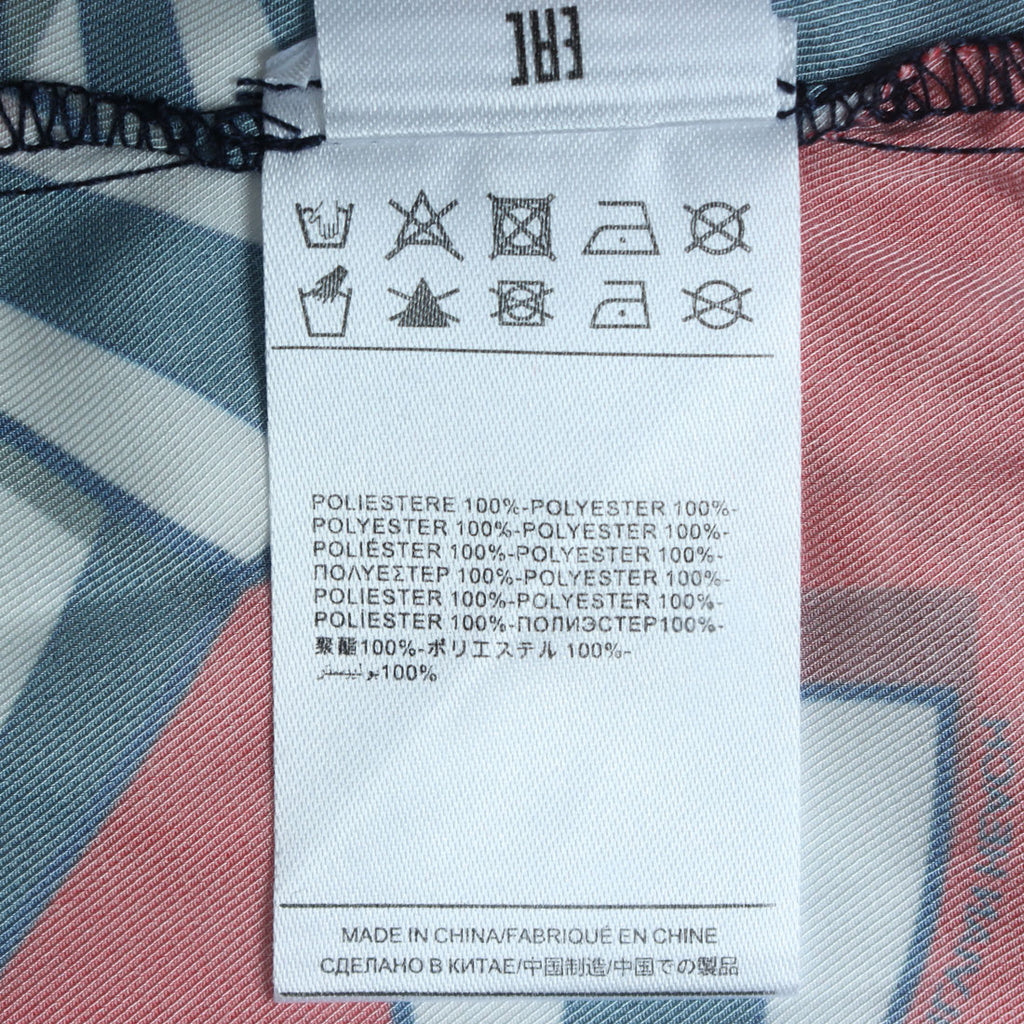 EAC
POLIESTERE 100%-POLYESTER 100%-
POLYESTER 100%-POLYESTER 100%-
POLIÉSTER 100%-POLYESTER 100%-
ΠΟΛΥΕΣΤΕΡ 100%-POLYESTER 100%-
POLIESTER 100%-POLYESTER 100%-
POLIESTER 100%-ПОЛИЭСТЕР100%-
聚酯100%-ポリエステル 100%-
بوليستر100%
MADE IN CHINA/FABRIQUÉ EN CHINE
СДЕЛАНО В КИТАЕ/中国制造/中国での製品